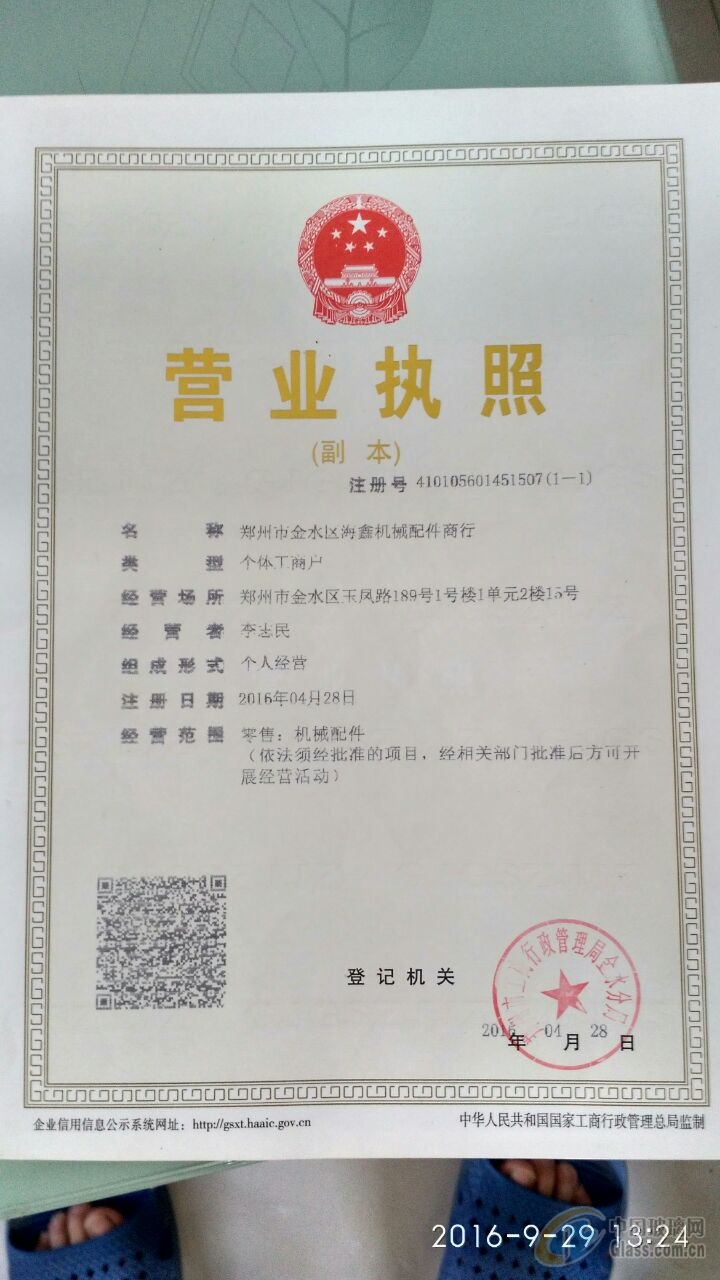 营业执照
(副本)
注册号 410105601451507(1-1)
名称 郑州市金水区海鑫机械配件商行
类型 个体工商户
经营场所 郑州市金水区玉凤路189号1号楼1单元2楼15号
经营者 李志民
组成形式 个人经营
注册日期 2016年04月28日
经营范围 零售：机械配件
（依法须经批准的项目，经相关部门批准后方可开
展经营活动）
行政管理局金水分局
登记机关
2016年04月28日
企业信用信息公示系统网址：http://gsxt.haaic.gov.cn
中华人民共和国国家工商行政管理总局监制
中国玻璃网
2016-9-29 13:24
Glass.com.cn